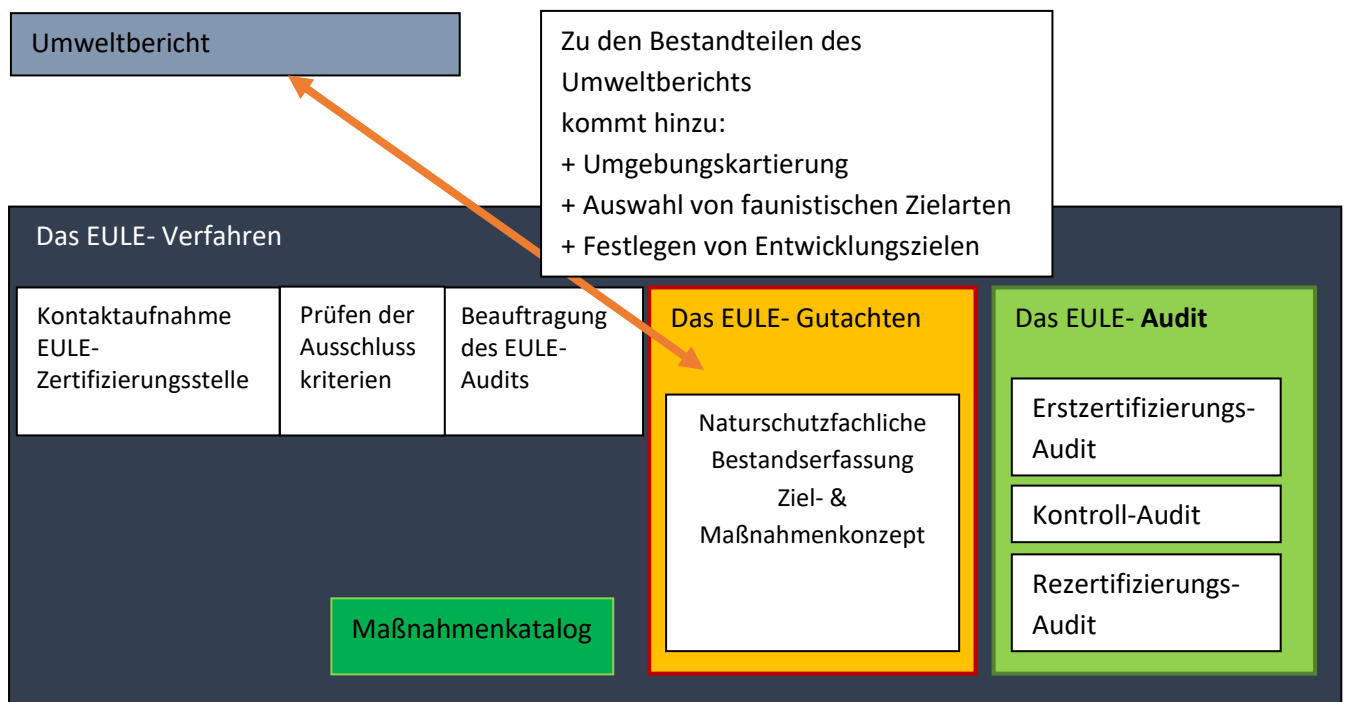 Umweltbericht
Zu den Bestandteilen des
Umweltberichts
kommt hinzu:
+ Umgebungskartierung
+ Auswahl von faunistischen Zielarten
+ Festlegen von Entwicklungszielen
Das EULE- Verfahren
Kontaktaufnahme
EULE-
Zertifizierungsstelle
Prüfen der
Ausschluss
kriterien
Beauftragung
des EULE-
Audits
Das EULE- Gutachten
Naturschutzfachliche
Bestandserfassung
Ziel- &
Maßnahmenkonzept
Das EULE- Audit
Erstzertifizierungs-
Audit
Kontroll-Audit
Rezertifizierungs-
Audit
Maßnahmenkatalog